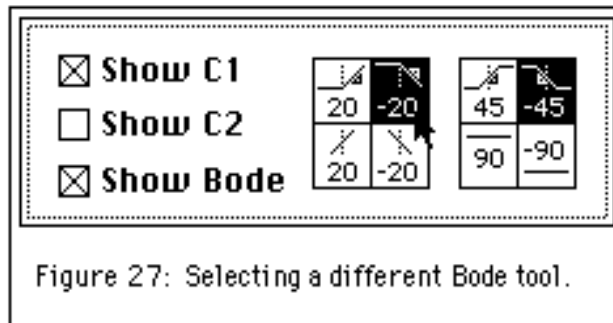 Show C1
Show C2
Show Bode
20 -20 45 -45
20 -20 90 -90
Figure 27: Selecting a different Bode tool.